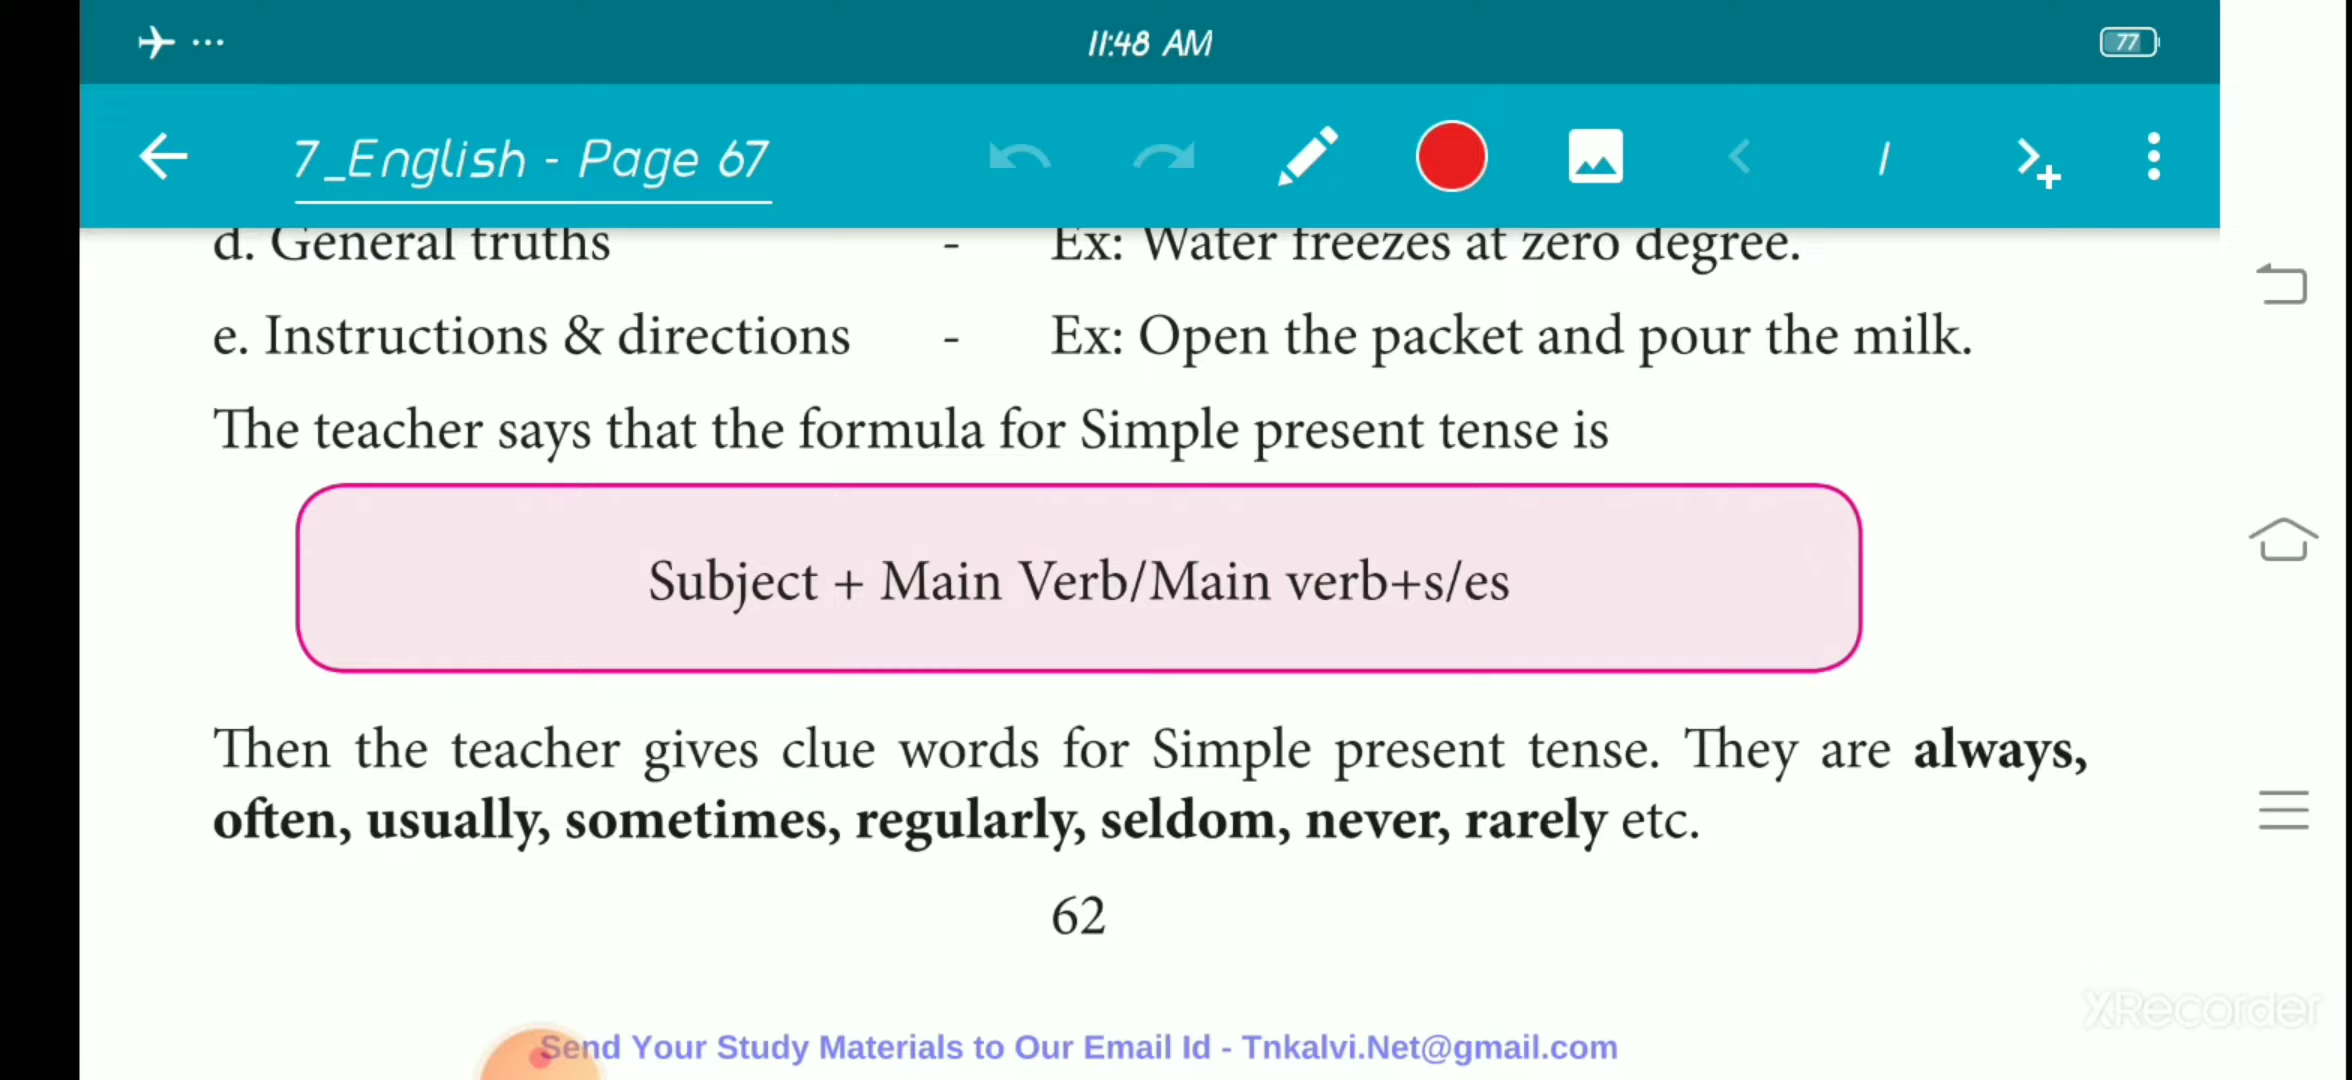 11:48 AM
77
7_English - Page 67
d. General truths - Ex: Water freezes at zero degree.
e. Instructions & directions - Ex: Open the packet and pour the milk.
The teacher says that the formula for Simple present tense is
Subject + Main Verb/Main verb+s/es
Then the teacher gives clue words for Simple present tense. They are always,
often, usually, sometimes, regularly, seldom, never, rarely etc.
62
Send Your Study Materials to Our Email Id - Tnkalvi.Net@gmail.com
XRecorder